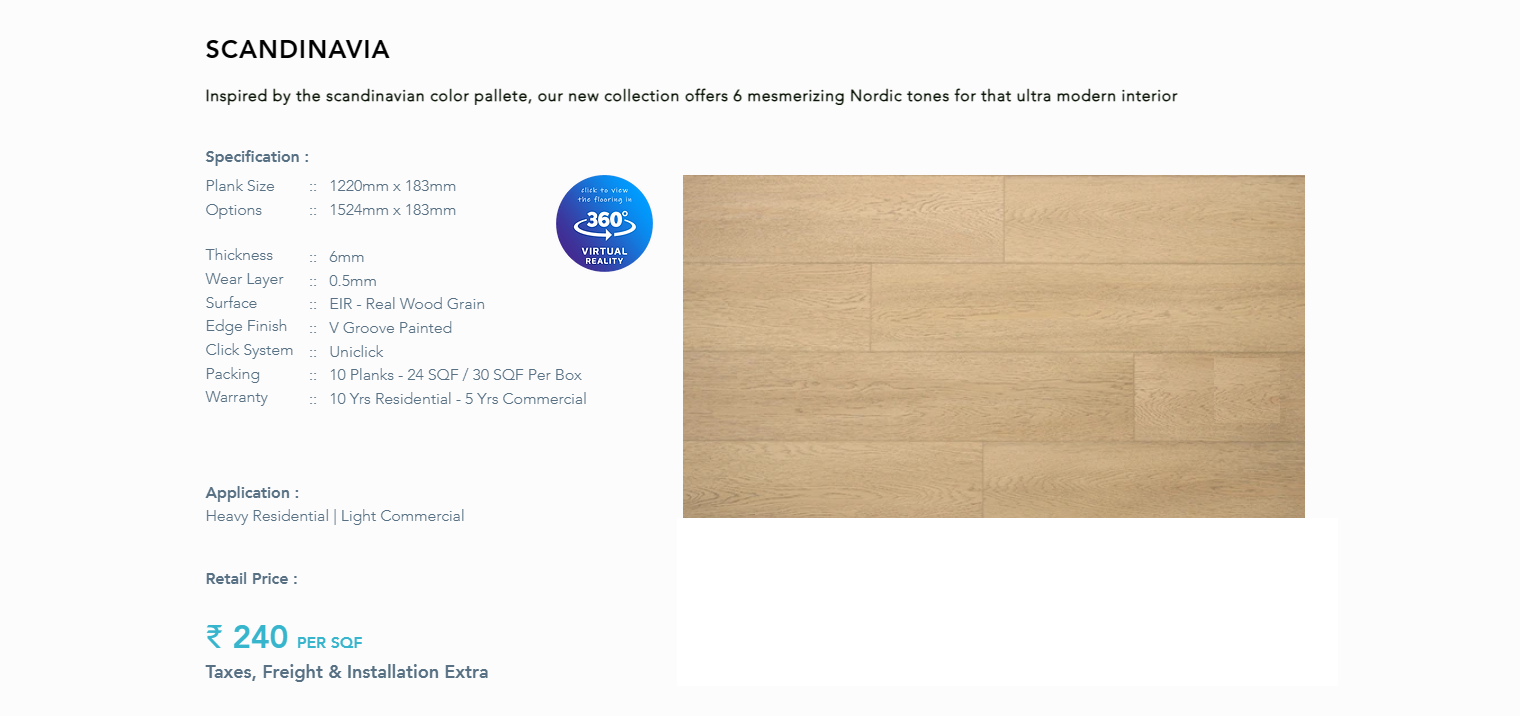 SCANDINAVIA
Inspired by the scandinavian color pallete, our new collection offers 6 mesmerizing Nordic tones for that ultra modern interior
Specification :
Plank Size :: 1220mm x 183mm
Options :: 1524mm x 183mm
click to view
the flooring in
360°
VIRTUAL
REALITY
Thickness :: 6mm
Wear Layer :: 0.5mm
Surface :: EIR - Real Wood Grain
Edge Finish :: V Groove Painted
Click System :: Uniclick
Packing :: 10 Planks - 24 SQF / 30 SQF Per Box
Warranty :: 10 Yrs Residential - 5 Yrs Commercial
Application :
Heavy Residential | Light Commercial
Retail Price :
₹ 240 PER SQF
Taxes, Freight & Installation Extra